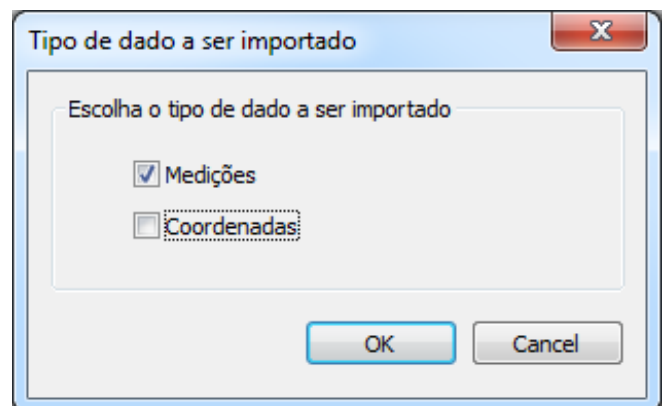 Tipo de dado a ser importado
Escolha o tipo de dado a ser importado
Medições
Coordenadas
OK Cancel